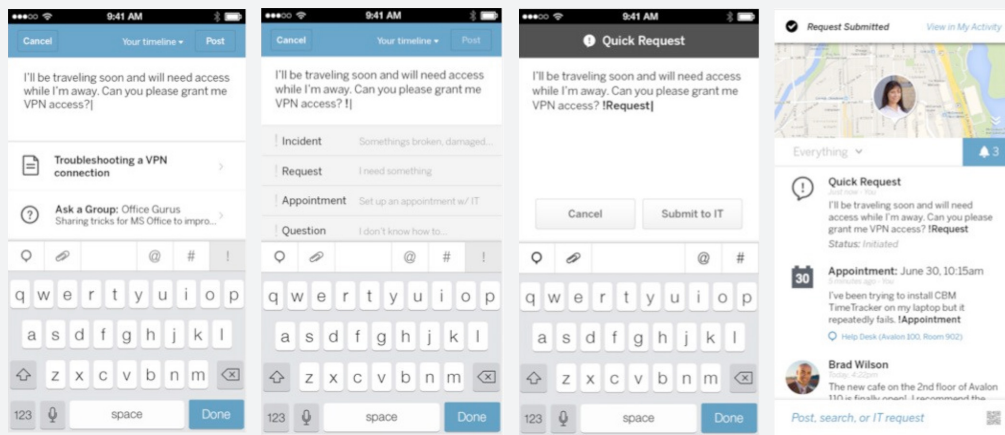 9:41 AM
Cancel
Your timeline
Post
I'll be traveling soon and will need access
while I'm away. Can you please grant me
VPN access?
Troubleshooting a VPN
connection
Ask a Group: Office Gurus
Sharing tricks for MS Office to impro...
@ # !
q w e r t y u i o p
a s d f g h j k l
z x c v b n m
123 space Done
9:41 AM
Cancel
Your timeline
Post
I'll be traveling soon and will need access
while I'm away. Can you please grant me
VPN access? !
! Incident Somethings broken, damaged...
! Request I need something
! Appointment Set up an appointment w/ IT
! Question I don't know how to...
@ # !
q w e r t y u i o p
a s d f g h j k l
z x c v b n m
123 space Done
9:41 AM
Quick Request
I'll be traveling soon and will need access
while I'm away. Can you please grant me
VPN access? !Request
Cancel
Submit to IT
@ #
q w e r t y u i o p
a s d f g h j k l
z x c v b n m
123 space Done
Request Submitted
View in My Activity
Everything
3
Quick Request
Just now - You
I'll be traveling soon and will need
access while I'm away. Can you please
grant me VPN access? !Request
Status: Initiated
30
Appointment: June 30, 10:15am
minutes ago - You
I've been trying to install CBM
TimeTracker on my laptop but it
repeatedly fails. !Appointment
Help Desk (Avalon 100, Room 902)
Brad Wilson
Today, 4:22pm
The new cafe on the 2nd floor of Avalon
110 is finally open! I recommend the
Post, search, or IT request